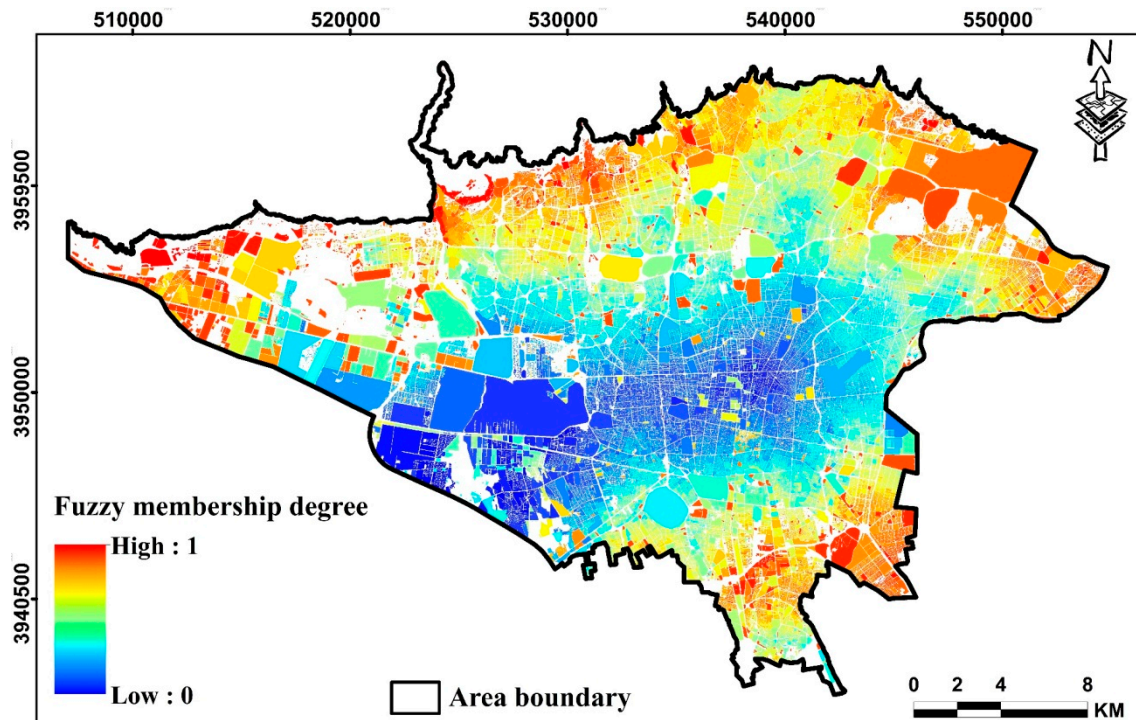 510000 520000 530000 540000 550000
N
3959500
3950000
3940500
Fuzzy membership degree
High : 1
Low : 0
Area boundary
0 2 4 8
KM